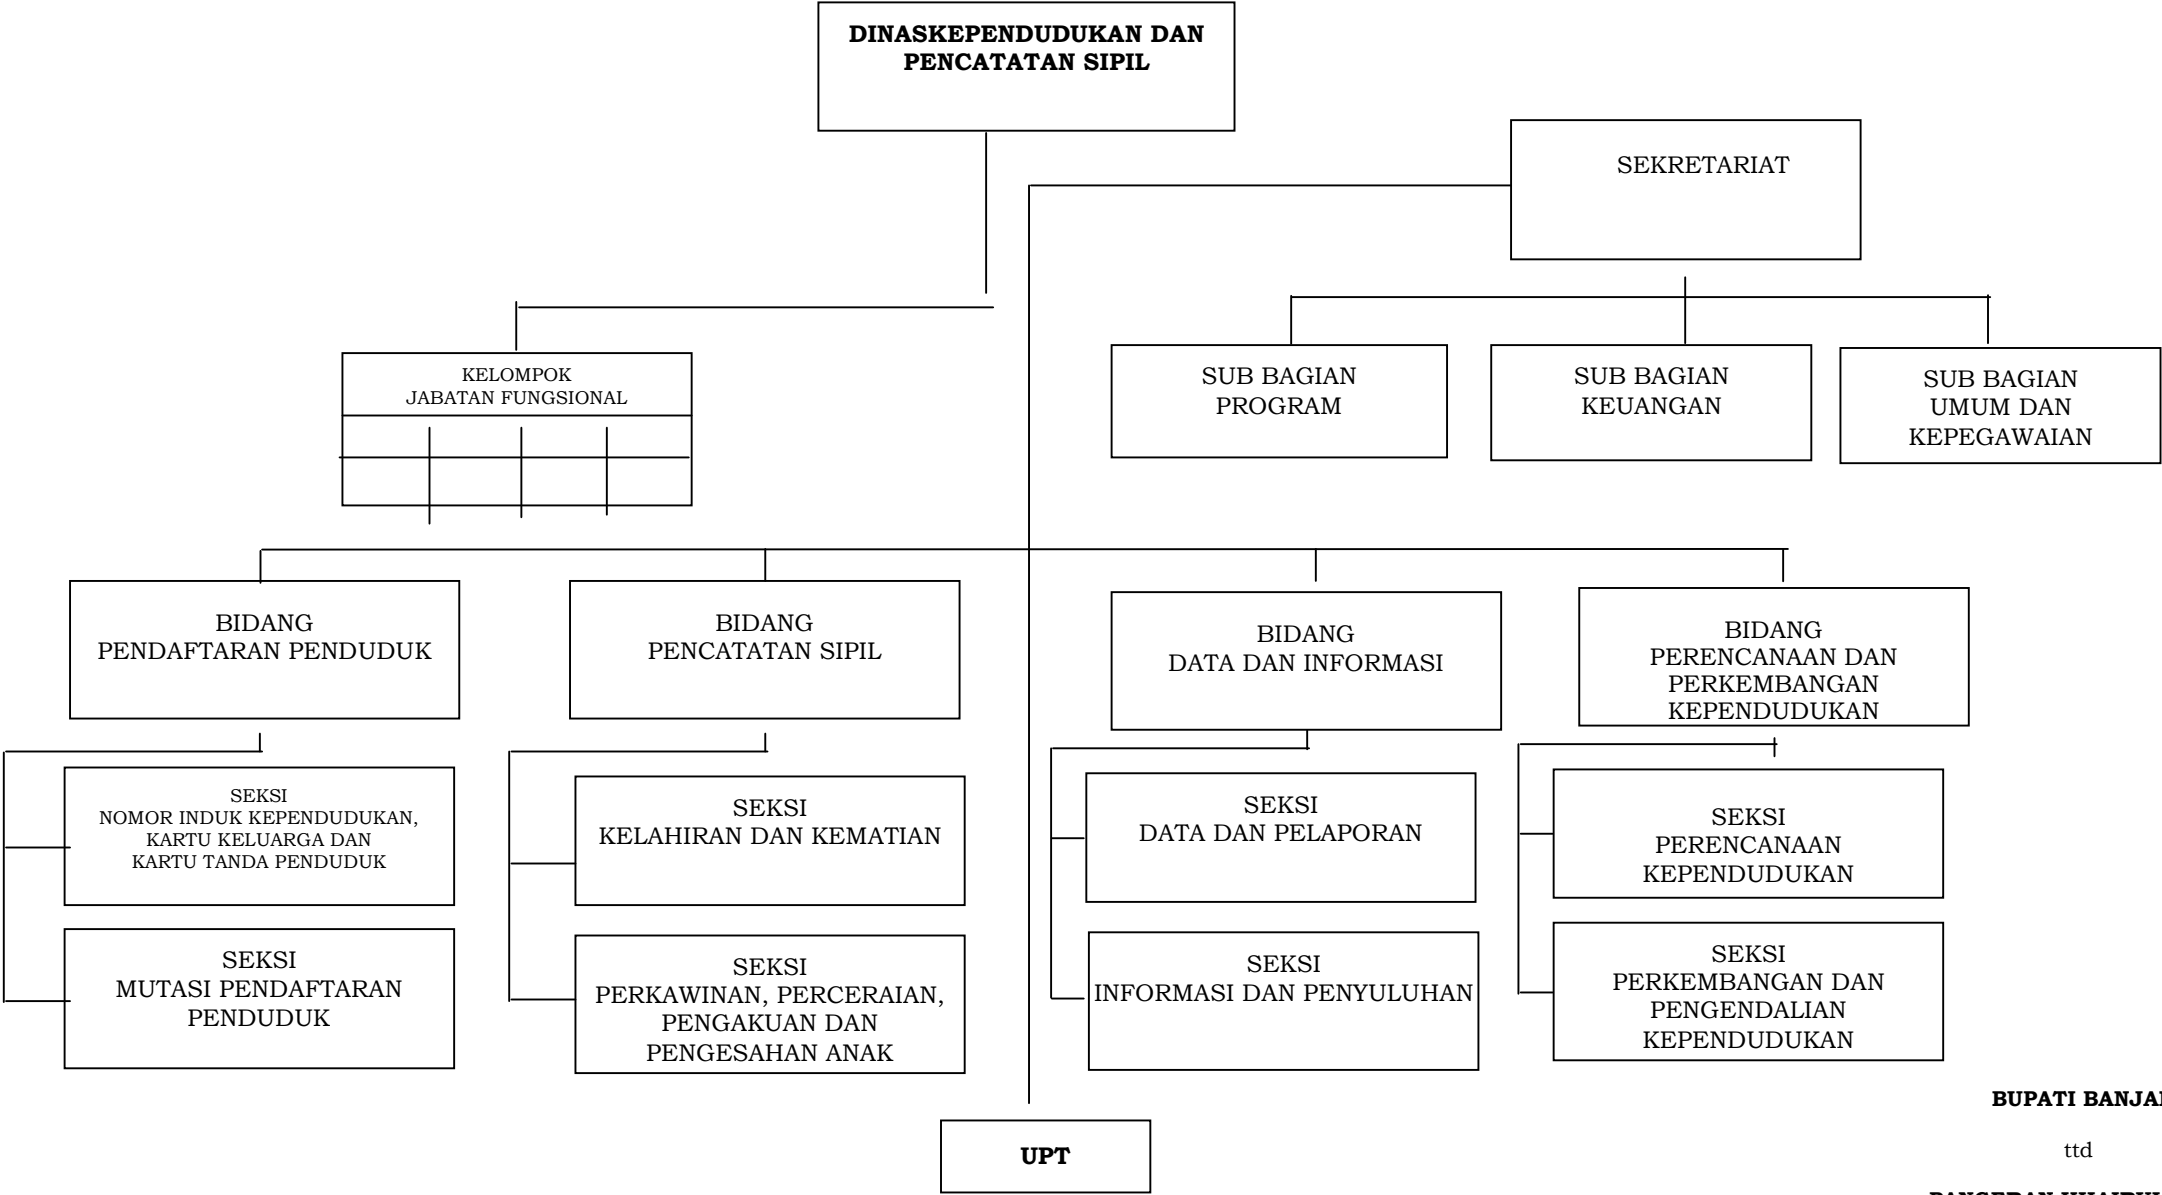 DINASKEPENDUDUKAN DAN
PENCATATAN SIPIL
SEKRETARIAT
KELOMPOK
JABATAN FUNGSIONAL
SUB BAGIAN
PROGRAM
SUB BAGIAN
KEUANGAN
SUB BAGIAN
UMUM DAN
KEPEGAWAIAN
BIDANG
PENDAFTARAN PENDUDUK
BIDANG
PENCATATAN SIPIL
BIDANG
DATA DAN INFORMASI
BIDANG
PERENCANAAN DAN
PERKEMBANGAN
KEPENDUDUKAN
SEKSI
NOMOR INDUK KEPENDUDUKAN,
KARTU KELUARGA DAN
KARTU TANDA PENDUDUK
SEKSI
KELAHIRAN DAN KEMATIAN
SEKSI
DATA DAN PELAPORAN
SEKSI
PERENCANAAN
KEPENDUDUKAN
SEKSI
MUTASI PENDAFTARAN
PENDUDUK
SEKSI
PERKAWINAN, PERCERAIAN,
PENGAKUAN DAN
PENGESAHAN ANAK
SEKSI
INFORMASI DAN PENYULUHAN
SEKSI
PERKEMBANGAN DAN
PENGENDALIAN
KEPENDUDUKAN
BUPATI
UPT
ttd